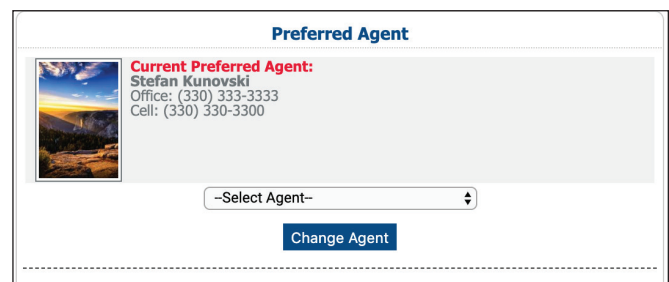 Preferred Agent
Current Preferred Agent:
Stefan Kunovski
Office: (330) 333-3333
Cell: (330) 330-3300
--Select Agent--
Change Agent